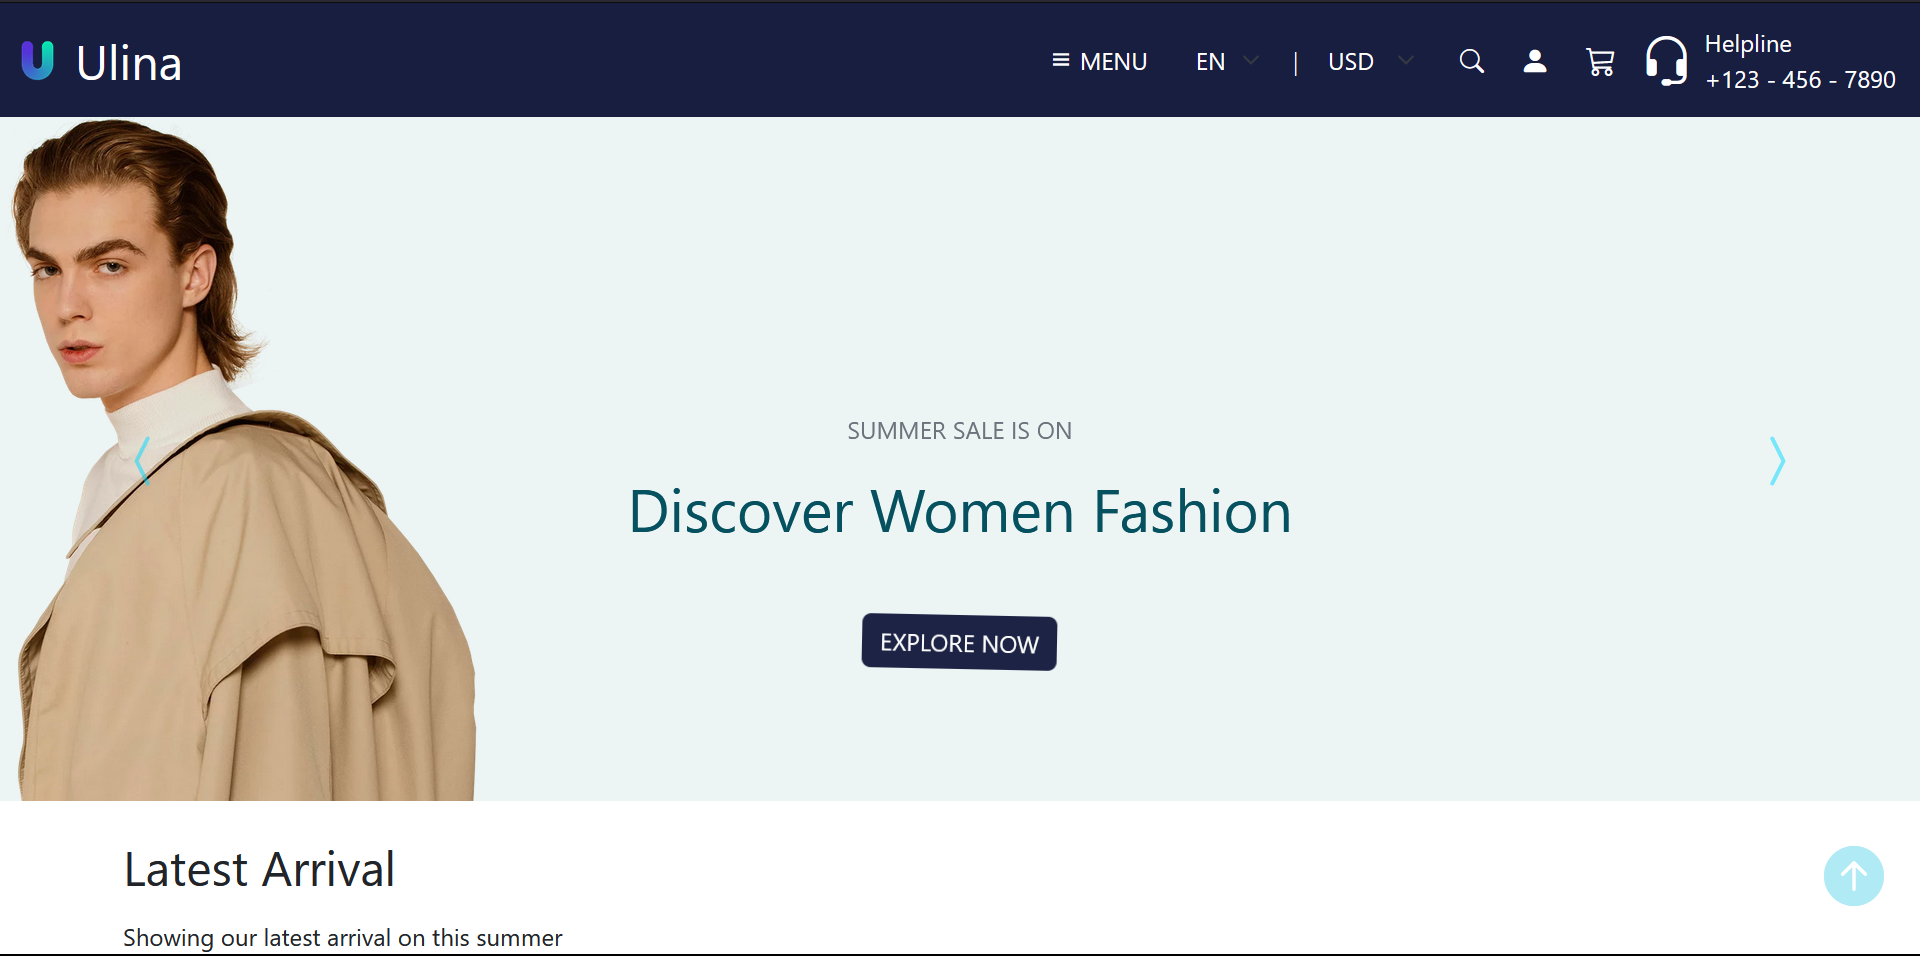 Ulina
MENU
EN
|
USD
Helpline
+123 - 456 - 7890
SUMMER SALE IS ON
Discover Women Fashion
EXPLORE NOW
Latest Arrival
Showing our latest arrival on this summer